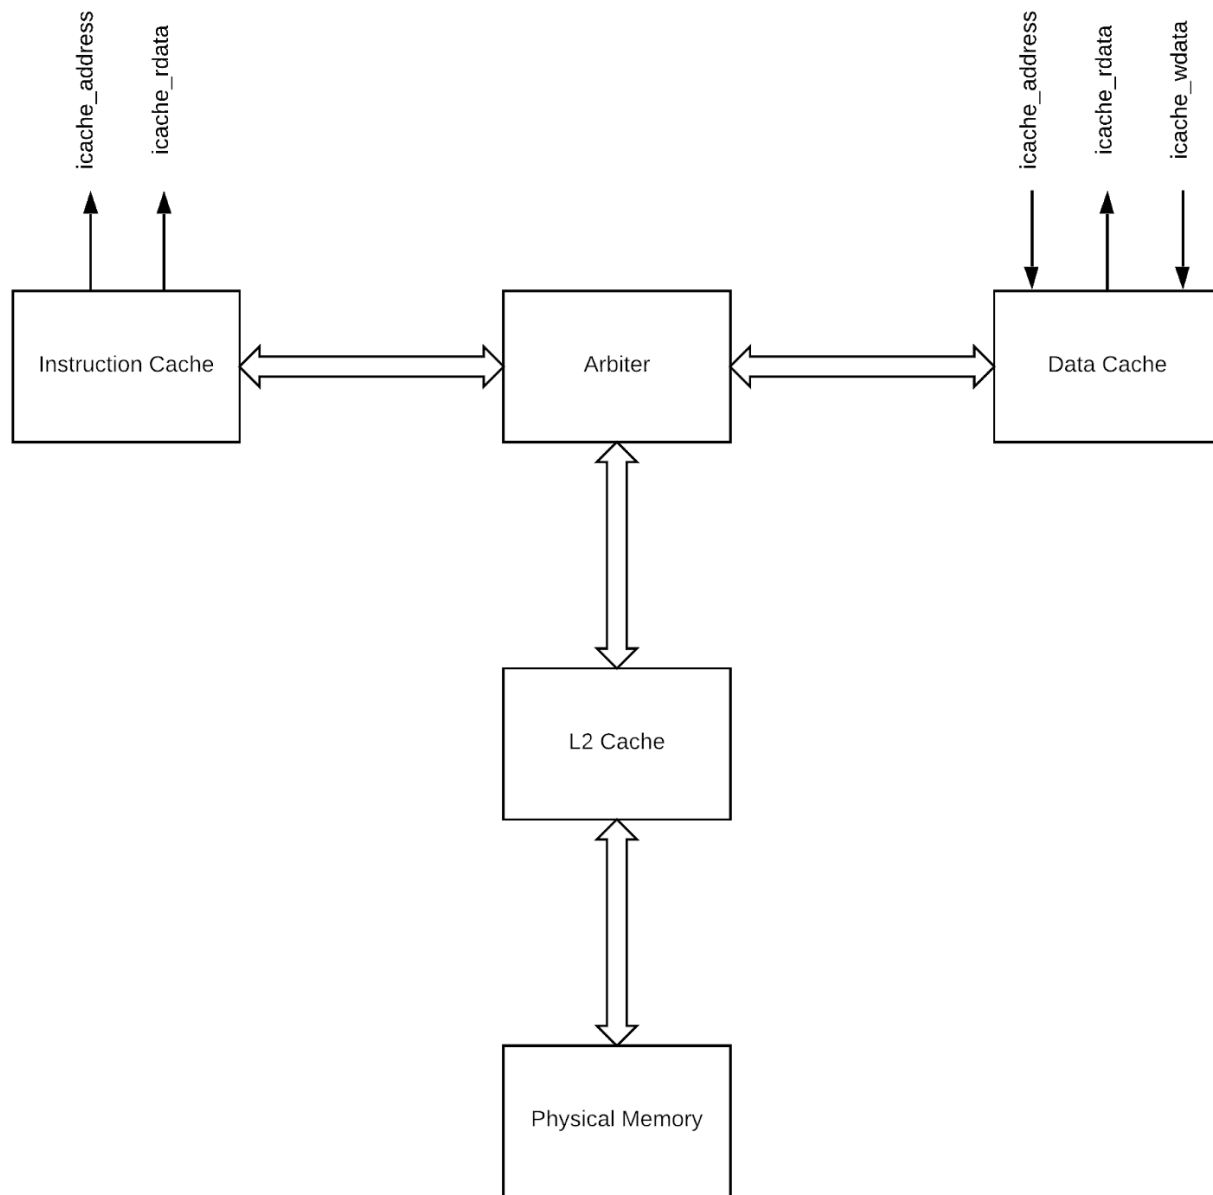 icache_address
icache_rdata
icache_address
icache_rdata
icache_wdata
Instruction Cache
Arbiter
Data Cache
L2 Cache
Physical Memory